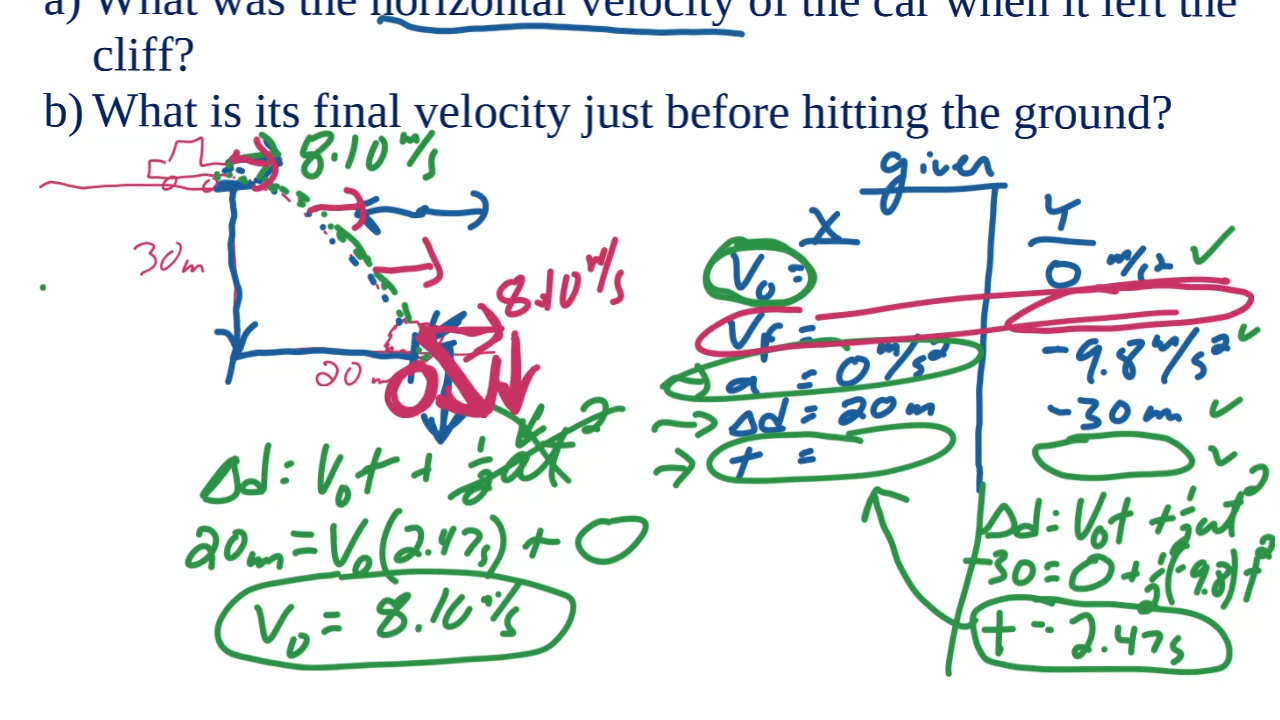 a) What was the horizontal velocity of the car when it left the
cliff?
b) What is its final velocity just before hitting the ground?
8.10 m/s
30m
20 m
8.10 m/s
given
X
Y
V₀ =
0 m/s²
Vf =
a = 0 m/s²
-9.8 m/s²
Δd = 20 m
-30 m
t =
Δd = V₀t + ½at²
20m = V₀(2.47s) + 0
V₀ = 8.10 m/s
Δd = V₀t + ½at²
-30 = 0 + ½(-9.8)t²
t = 2.47s